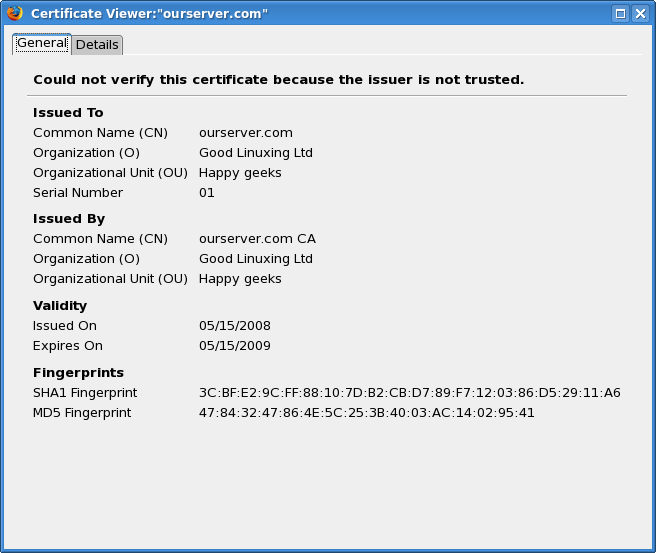 Certificate Viewer:"ourserver.com"
General Details
Could not verify this certificate because the issuer is not trusted.
Issued To
Common Name (CN) ourserver.com
Organization (O) Good Linuxing Ltd
Organizational Unit (OU) Happy geeks
Serial Number 01
Issued By
Common Name (CN) ourserver.com CA
Organization (O) Good Linuxing Ltd
Organizational Unit (OU) Happy geeks
Validity
Issued On 05/15/2008
Expires On 05/15/2009
Fingerprints
SHA1 Fingerprint 3C:BF:E2:9C:FF:88:10:7D:B2:CB:D7:89:F7:12:03:86:D5:29:11:A6
MD5 Fingerprint 47:84:32:47:86:4E:5C:25:3B:40:03:AC:14:02:95:41